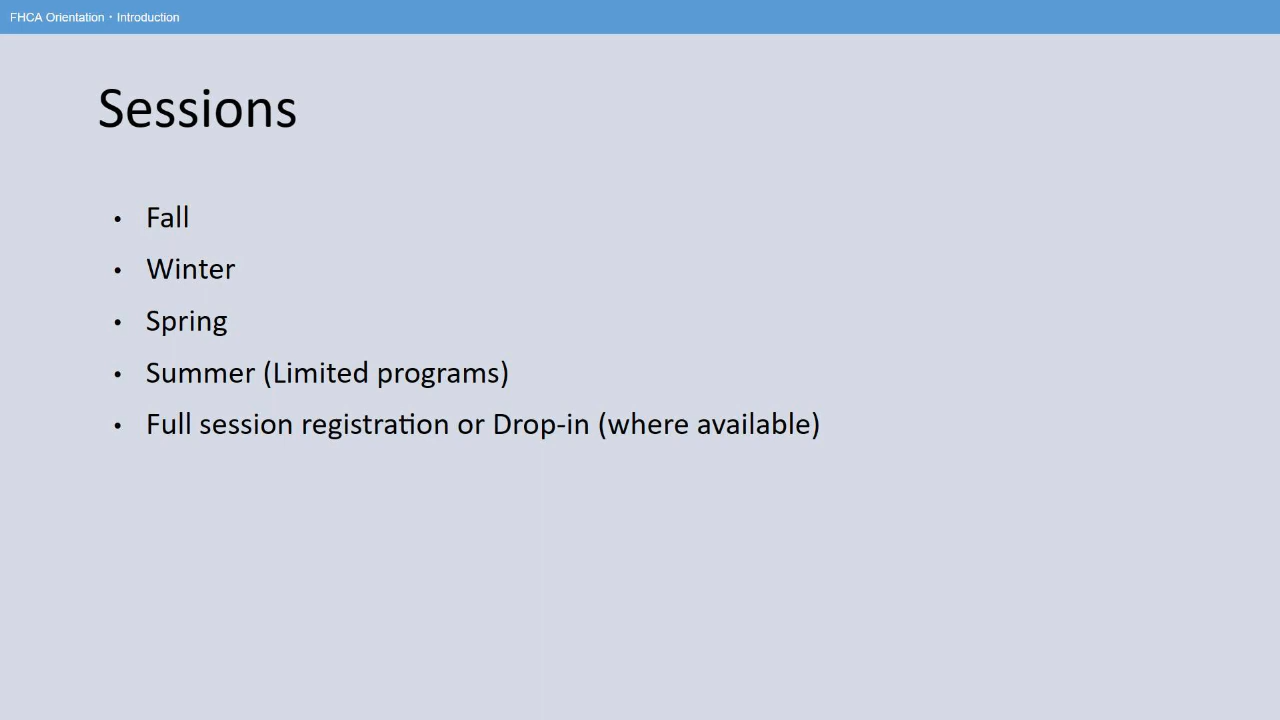 FHCA Orientation · Introduction
Sessions
• Fall
• Winter
• Spring
• Summer (Limited programs)
• Full session registration or Drop-in (where available)